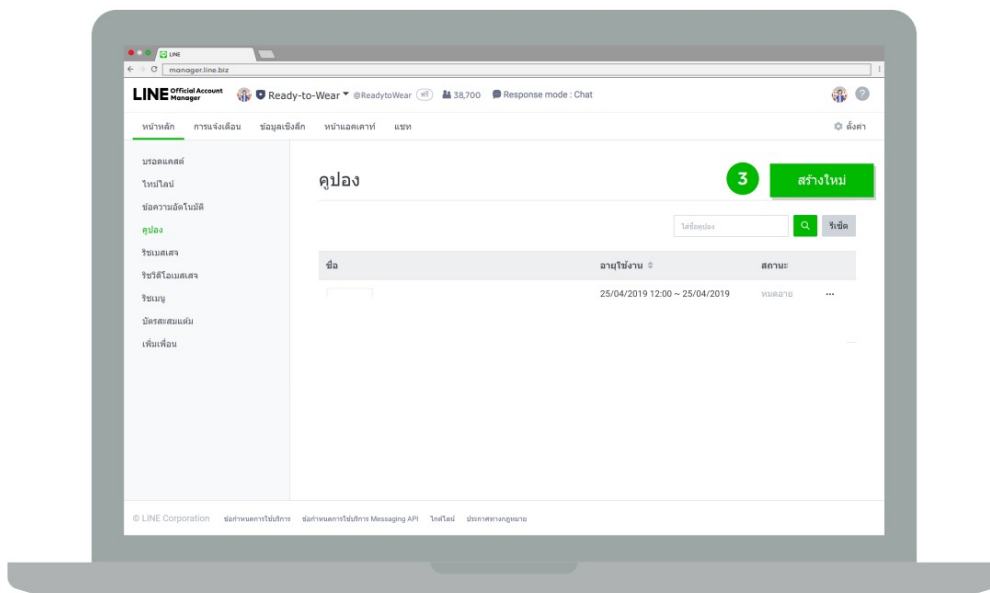 LINE
manager.line.biz
LINE Official Account Manager Ready-to-Wear @ReadytoWear ฟรี 38,700 Response mode : Chat
หน้าหลัก การแจ้งเตือน ข้อมูลเชิงลึก หน้าแอคเคาท์ แชท ตั้งค่า
บรอดแคสต์
ไทม์ไลน์
ข้อความอัตโนมัติ
คูปอง
ริชเมสเสจ
ริชวิดีโอเมสเสจ
ริชเมนู
บัตรสะสมแต้ม
เพิ่มเพื่อน
คูปอง 3 สร้างใหม่
ใส่ชื่อคูปอง รีเซ็ต
ชื่อ อายุใช้งาน สถานะ
25/04/2019 12:00 ~ 25/04/2019 หมดอายุ ...
© LINE Corporation ข้อกำหนดการใช้บริการ ข้อกำหนดการใช้บริการ Messaging API ไกด์ไลน์ ประกาศทางกฎหมาย